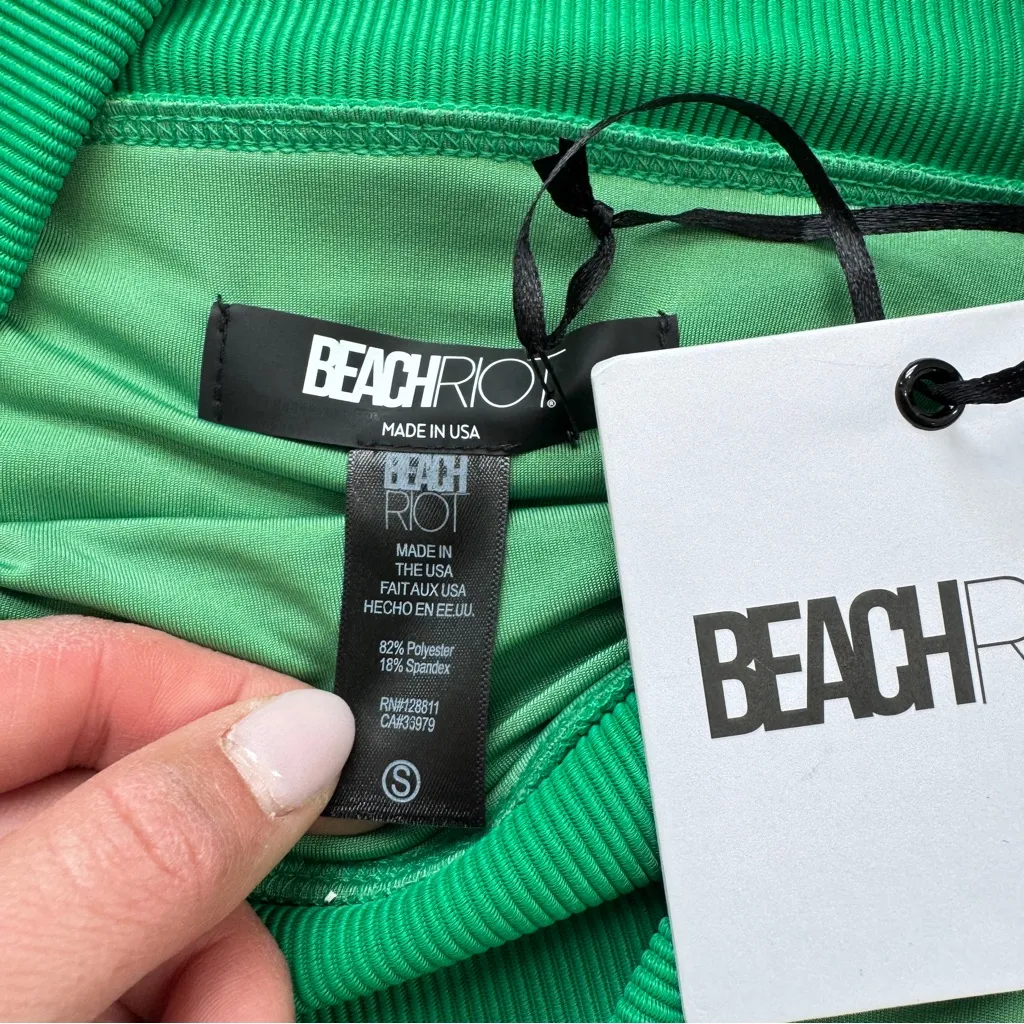 BEACHRIOT®
MADE IN USA
BEACH
RIOT
MADE IN
THE USA
FAIT AUX USA
HECHO EN EE.UU.
82% Polyester
18% Spandex
RN#128811
CA#33979
S
BEACHR